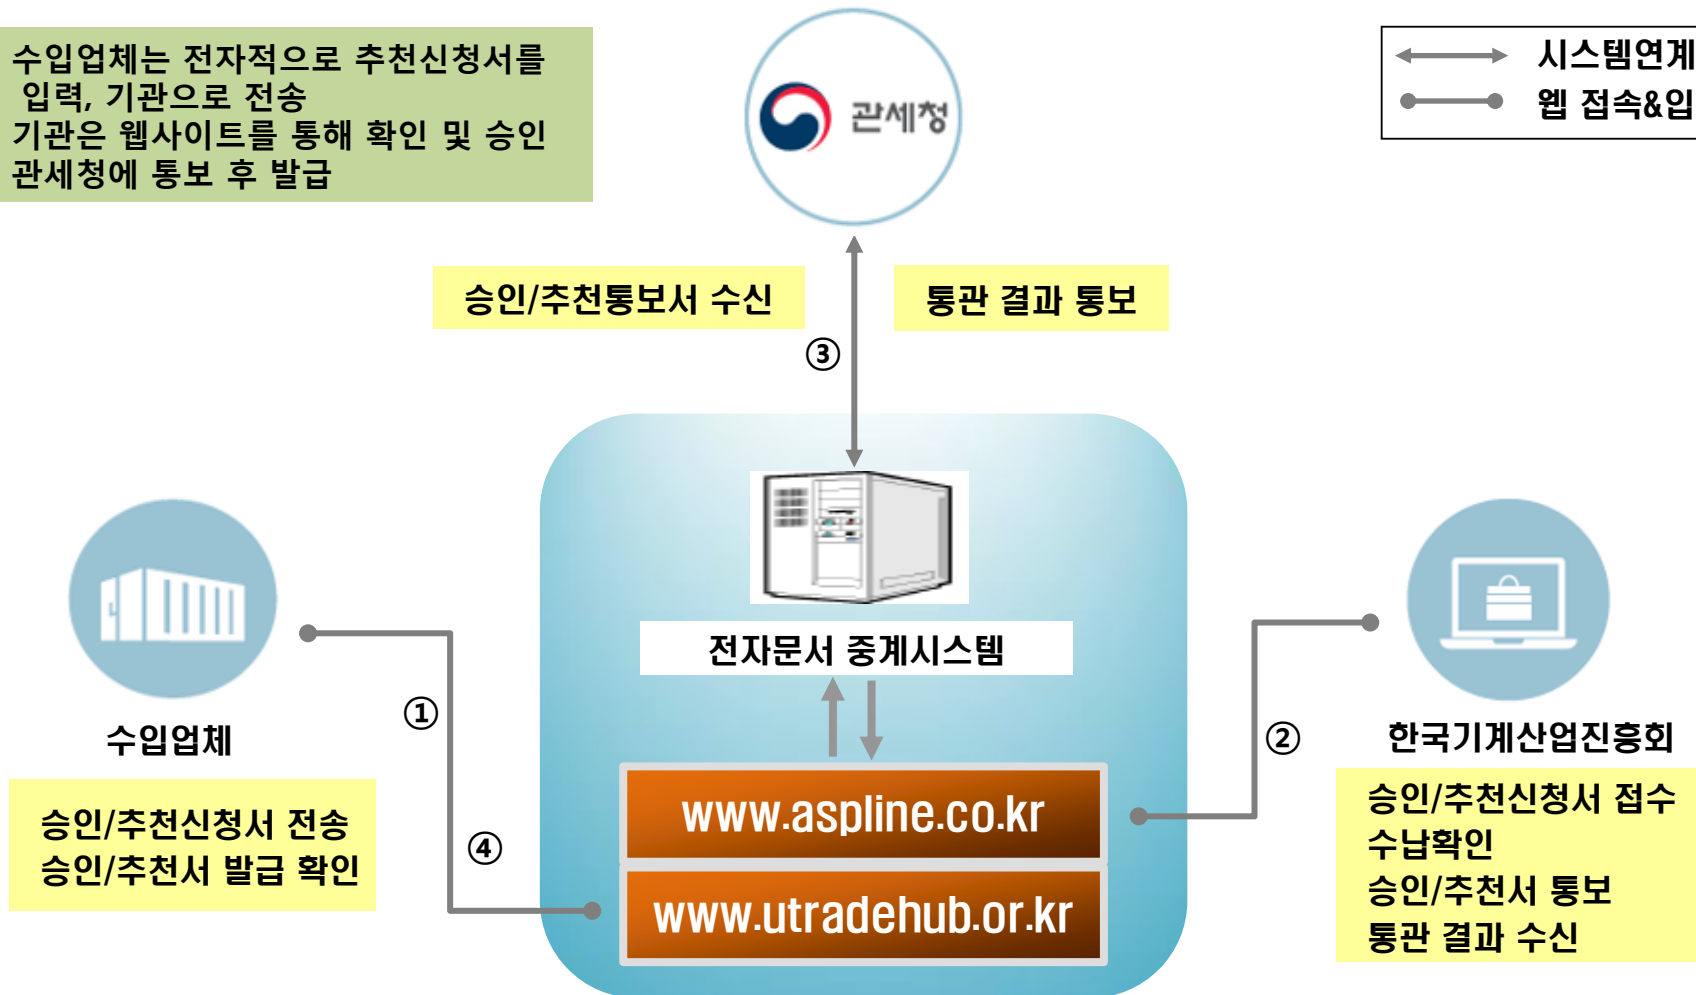 수입업체는 전자적으로 추천신청서를
입력, 기관으로 전송
기관은 웹사이트를 통해 확인 및 승인
관세청에 통보 후 발급
관세청
시스템연계
웹 접속&입
승인/추천통보서 수신
통관 결과 통보
③
전자문서 중계시스템
①
②
수입업체
한국기계산업진흥회
www.aspline.co.kr
www.utradehub.or.kr
④
승인/추천신청서 전송
승인/추천서 발급 확인
승인/추천신청서 접수
수납확인
승인/추천서 통보
통관 결과 수신